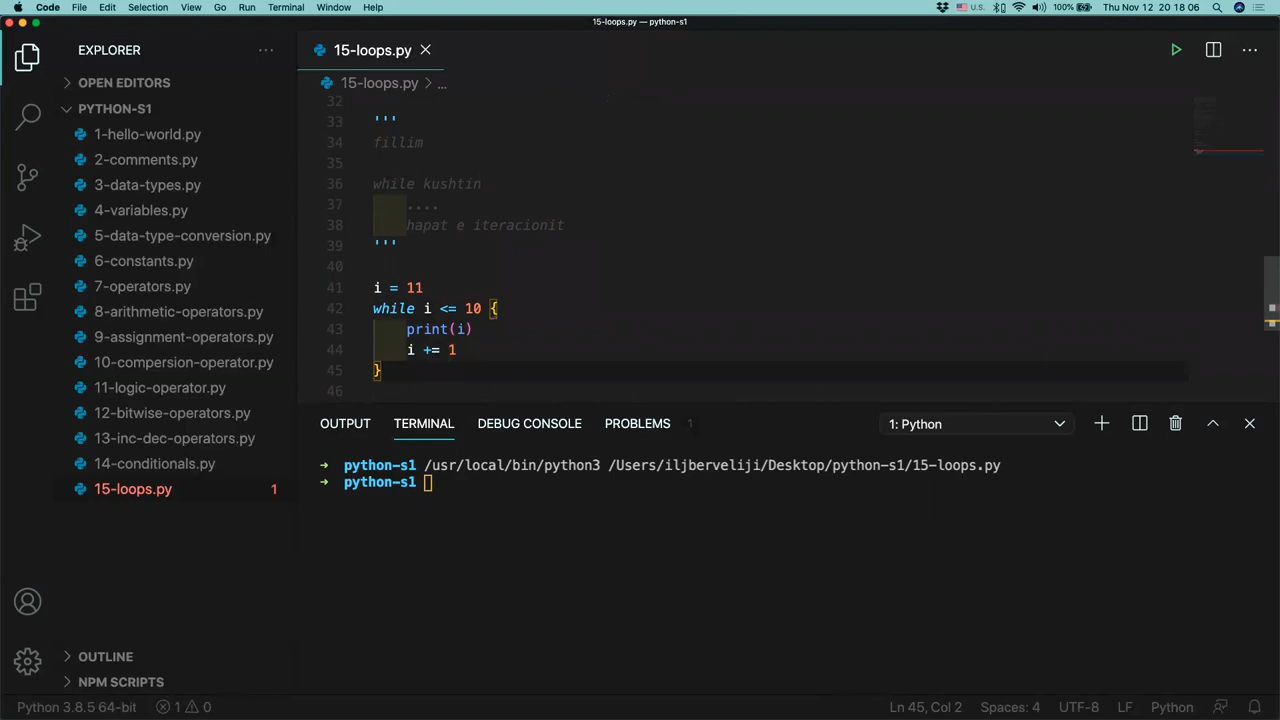 Code File Edit Selection View Go Run Terminal Window Help U.S. 100% Thu Nov 12 20 18 06
15-loops.py — python-s1
EXPLORER
OPEN EDITORS
PYTHON-S1
1-hello-world.py
2-comments.py
3-data-types.py
4-variables.py
5-data-type-conversion.py
6-constants.py
7-operators.py
8-arithmetic-operators.py
9-assignment-operators.py
10-compersion-operator.py
11-logic-operator.py
12-bitwise-operators.py
13-inc-dec-operators.py
14-conditionals.py
15-loops.py 1
OUTLINE
NPM SCRIPTS
15-loops.py
15-loops.py > ...
32
33 '''
34 fillim
35
36 while kushtin
37 ....
38 hapat e iteracionit
39 '''
40
41 i = 11
42 while i <= 10 {
43 print(i)
44 i += 1
45 }
46
OUTPUT TERMINAL DEBUG CONSOLE PROBLEMS 1 1: Python
→ python-s1 /usr/local/bin/python3 /Users/iljberveliji/Desktop/python-s1/15-loops.py
→ python-s1
Python 3.8.5 64-bit 1 0 Ln 45, Col 2 Spaces: 4 UTF-8 LF Python